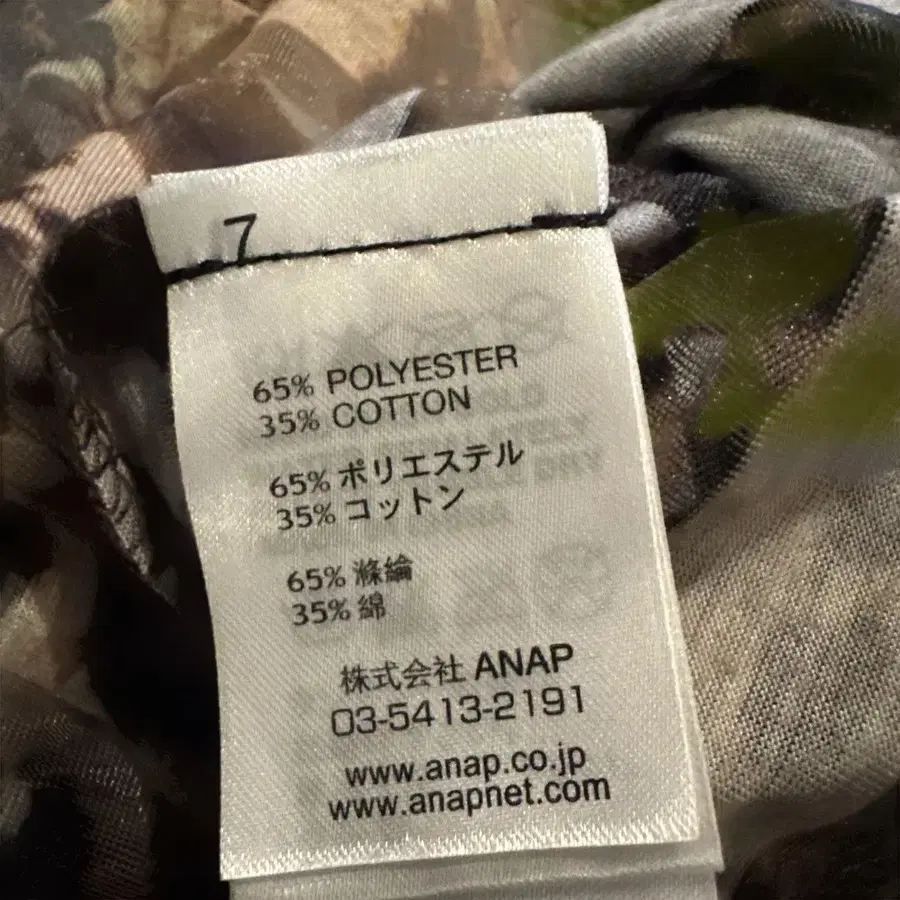 7
65% POLYESTER
35% COTTON
65% ポリエステル
35% コットン
65% 滌綸
35% 綿
株式会社 ANAP
03-5413-2191
www.anap.co.jp
www.anapnet.com